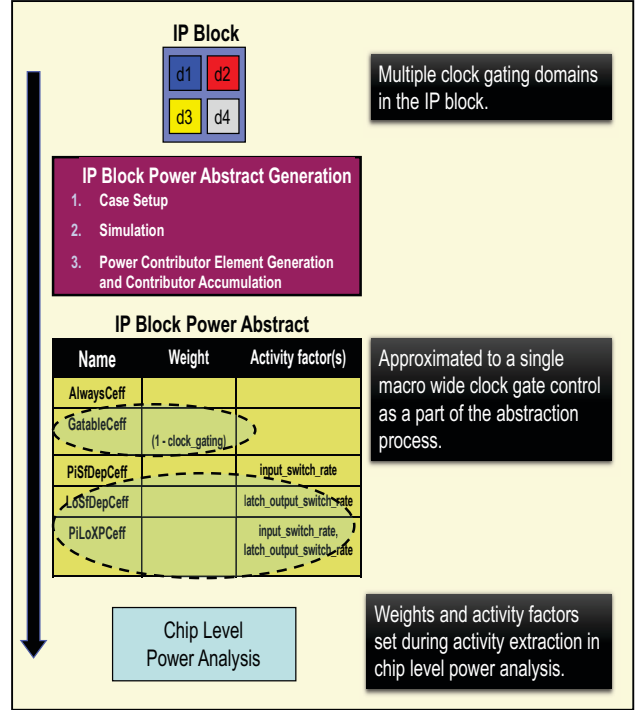 IP Block
d1 d2
d3 d4
Multiple clock gating domains
in the IP block.
IP Block Power Abstract Generation
1. Case Setup
2. Simulation
3. Power Contributor Element Generation
and Contributor Accumulation
IP Block Power Abstract
Name Weight Activity factor(s)
AlwaysCeff
GatableCeff
(1 - clock_gating)
PiSfDepCeff input_switch_rate
LoSfDepCeff latch_output_switch_rate
PiLoXPCeff input_switch_rate,
latch_output_switch_rate
Approximated to a single
macro wide clock gate control
as a part of the abstraction
process.
Chip Level
Power Analysis
Weights and activity factors
set during activity extraction in
chip level power analysis.